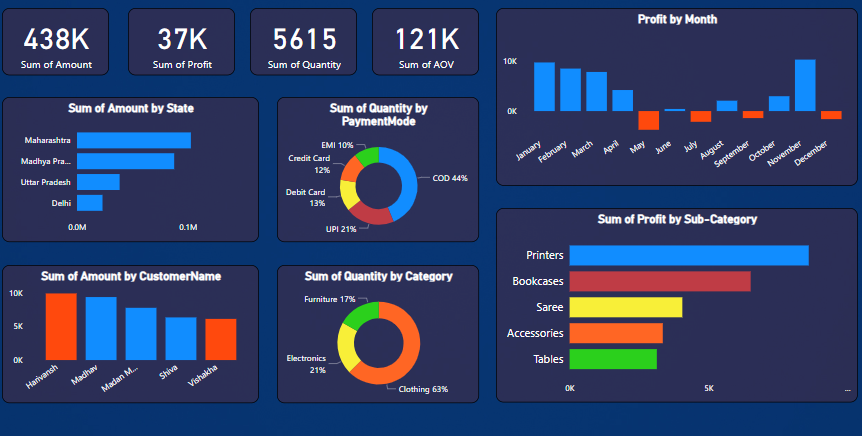 438K
Sum of Amount
37K
Sum of Profit
5615
Sum of Quantity
121K
Sum of AOV
Profit by Month
10K
0K
January
February
March
April
May
June
July
August
September
October
November
December
Sum of Amount by State
Maharashtra
Madhya Pra...
Uttar Pradesh
Delhi
0.0M
0.1M
Sum of Quantity by
PaymentMode
EMI 10%
Credit Card
12%
Debit Card
13%
UPI 21%
COD 44%
Sum of Profit by Sub-Category
Printers
Bookcases
Saree
Accessories
Tables
0K
5K
...
Sum of Amount by CustomerName
10K
5K
0K
Harivansh
Madhav
Madan M...
Shiva
Vishakha
Sum of Quantity by Category
Furniture 17%
Electronics
21%
Clothing 63%